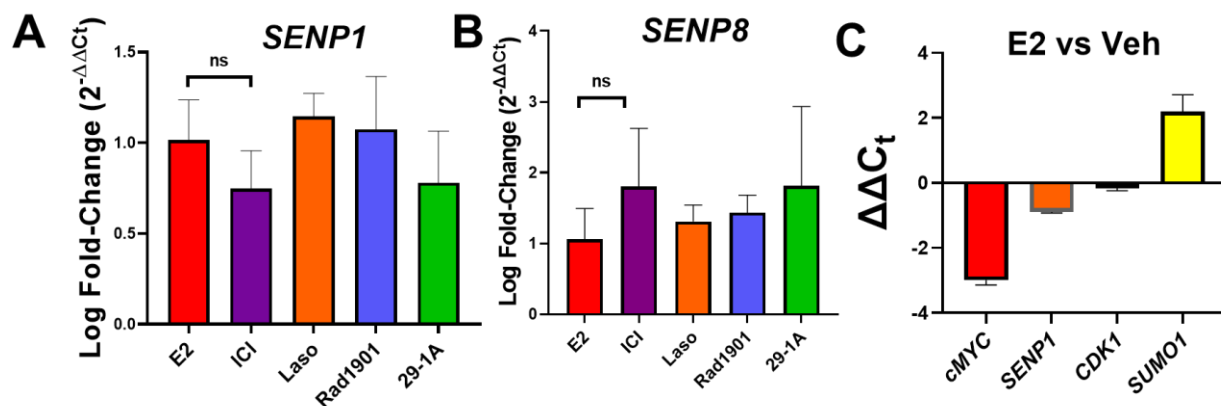 A
SENP1
Log Fold-Change (2^-ΔΔCt)
1.5
1.0
0.5
0.0
ns
E2
ICI
Laso
Rad1901
29-1A
B
SENP8
Log Fold-Change (2^-ΔΔCt)
4
3
2
1
0
ns
E2
ICI
Laso
Rad1901
29-1A
C
E2 vs Veh
ΔΔCt
4
2
0
-2
-4
cMYC
SENP1
CDK1
SUMO1